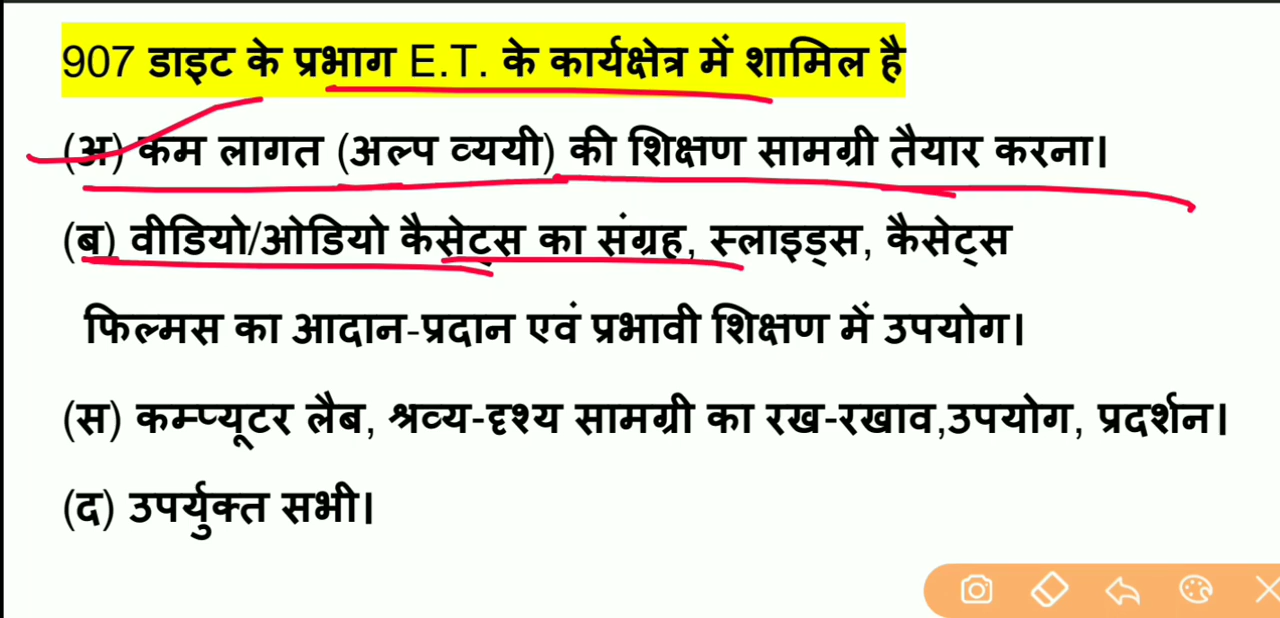 907 डाइट के प्रभाग E.T. के कार्यक्षेत्र में शामिल है
(अ) कम लागत (अल्प व्ययी) की शिक्षण सामग्री तैयार करना।
(ब) वीडियो/ओडियो कैसेट्स का संग्रह, स्लाइड्स, कैसेट्स
फिल्मस का आदान-प्रदान एवं प्रभावी शिक्षण में उपयोग।
(स) कम्प्यूटर लैब, श्रव्य-दृश्य सामग्री का रख-रखाव,उपयोग, प्रदर्शन।
(द) उपर्युक्त सभी।